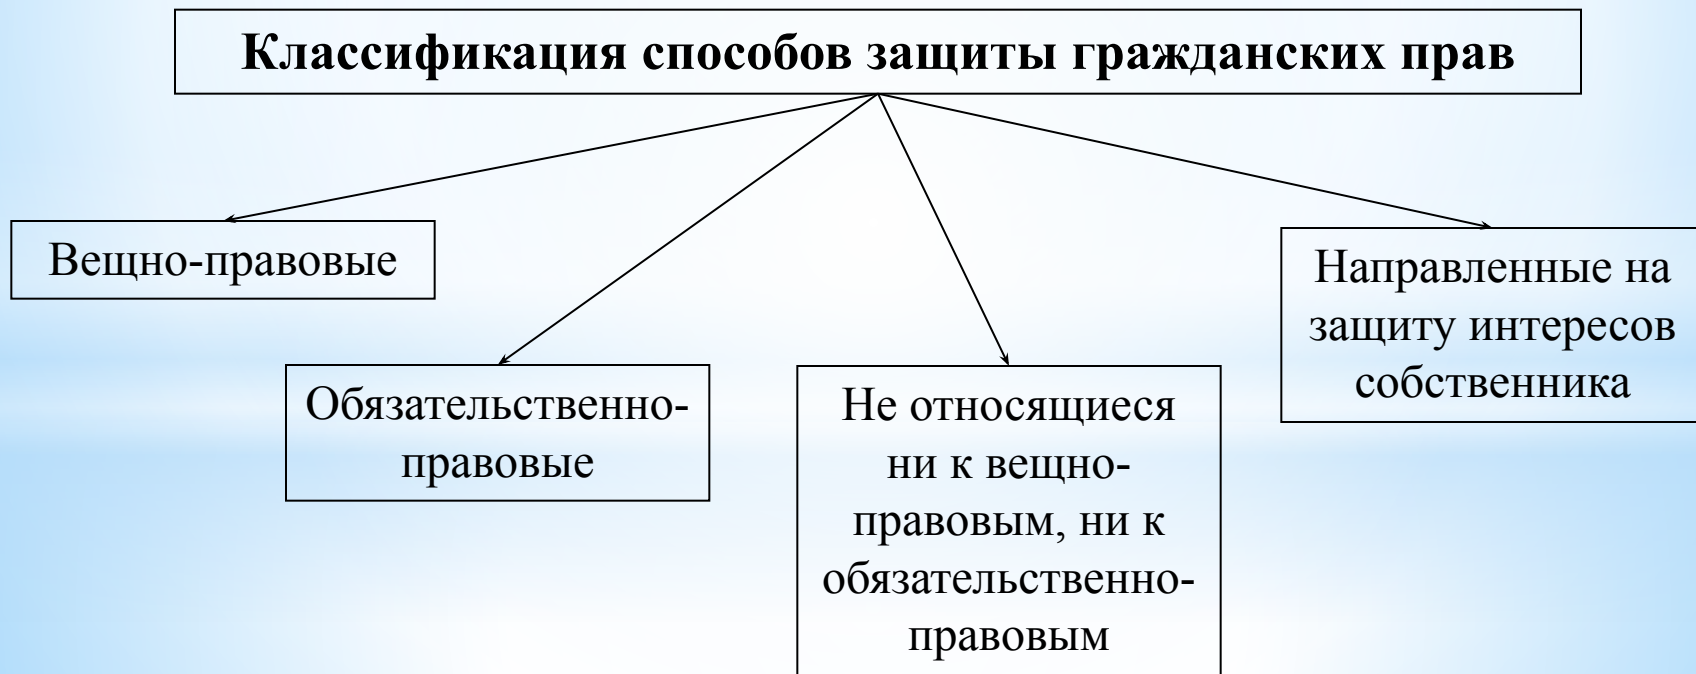 Классификация способов защиты гражданских прав
Вещно-правовые
Обязательственно-
правовые
Не относящиеся
ни к вещно-
правовым, ни к
обязательственно-
правовым
Направленные на
защиту интересов
собственника